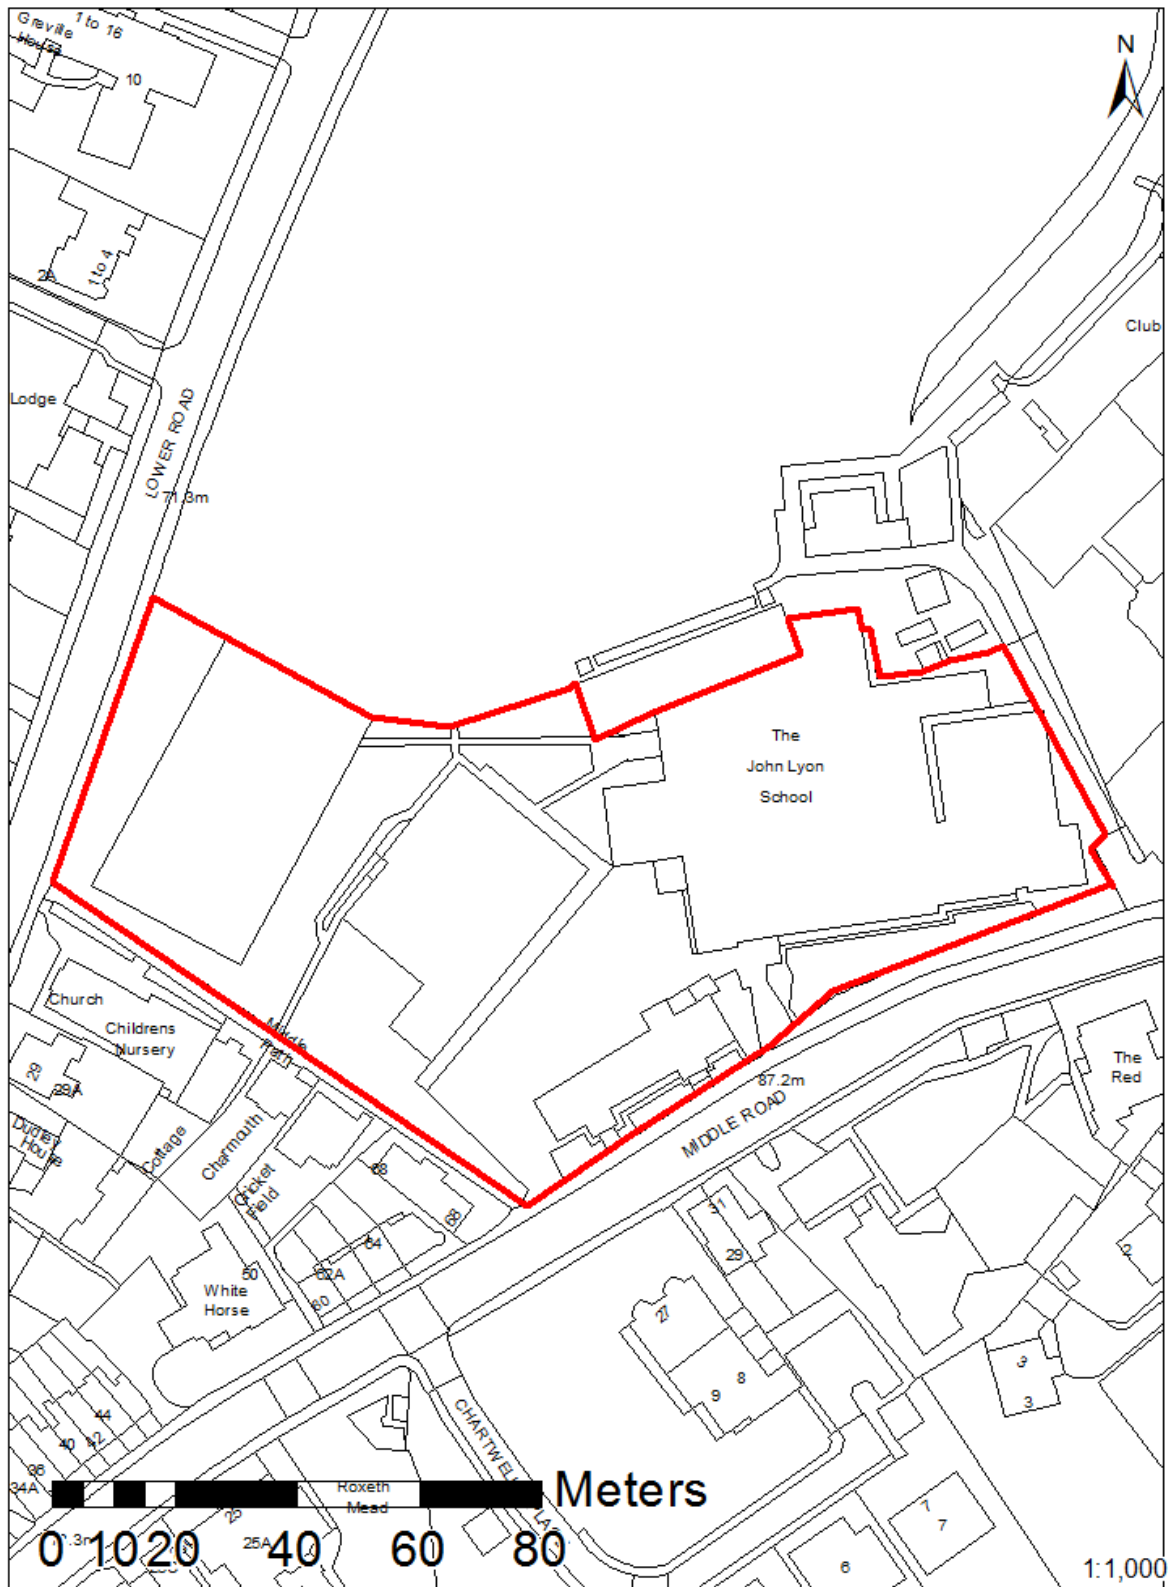 Greville
House
1 to 16
10
N
2A
1 to 4
Club
Lodge
LOWER ROAD
71.3m
The
John Lyon
School
Church
Childrens
Nursery
Middle
Path
29
29A
Dudley
House
Cottage
Charmouth
Cricket
Field
68
66
64
62A
60
50
White
Horse
87.2m
MIDDLE ROAD
The
Red
31
29
27
2
9
8
3
3
44
42
40
36
34A
CHARTWELL
Roxeth
Mead
25A
Meters
0 10 20 40 60 80
7
7
6
1:1,000